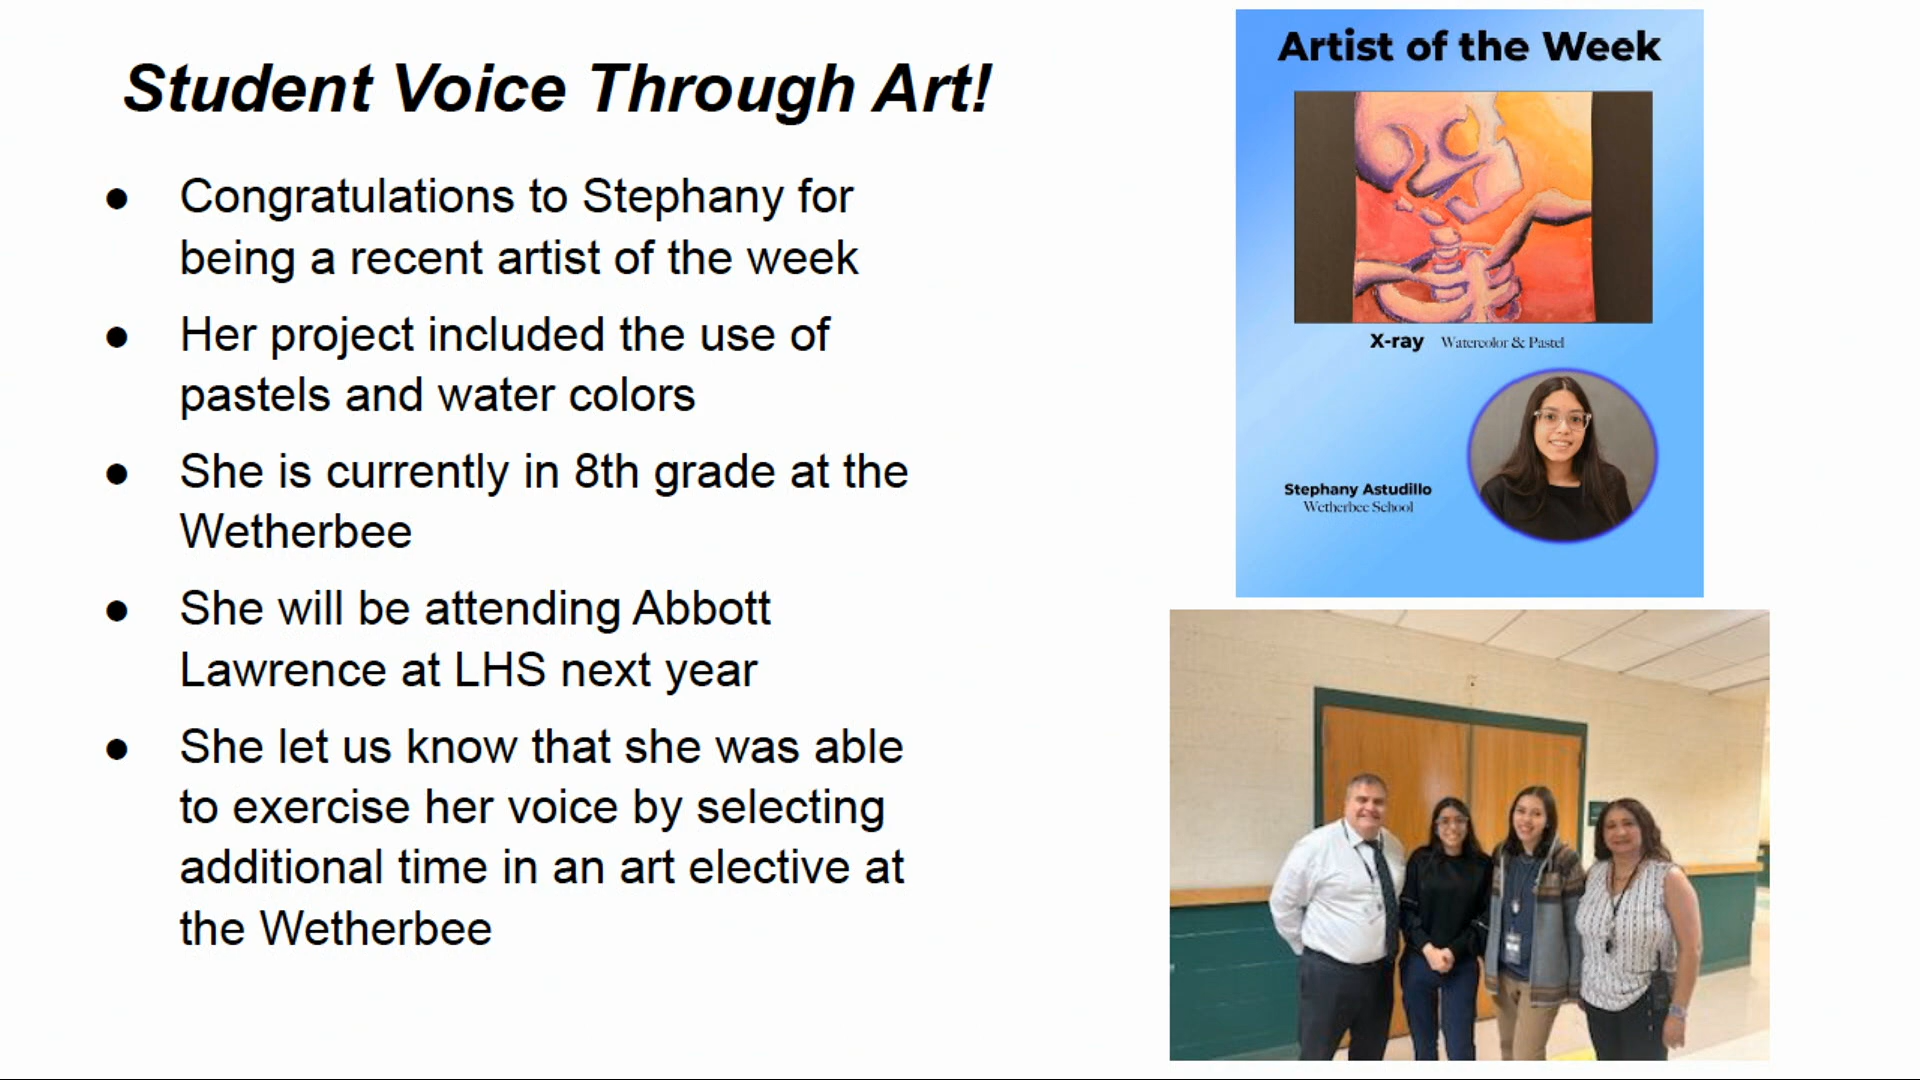 Student Voice Through Art!
● Congratulations to Stephany for
being a recent artist of the week
● Her project included the use of
pastels and water colors
● She is currently in 8th grade at the
Wetherbee
● She will be attending Abbott
Lawrence at LHS next year
● She let us know that she was able
to exercise her voice by selecting
additional time in an art elective at
the Wetherbee
Artist of the Week
X-ray Watercolor & Pastel
Stephany Astudillo
Wetherbee School